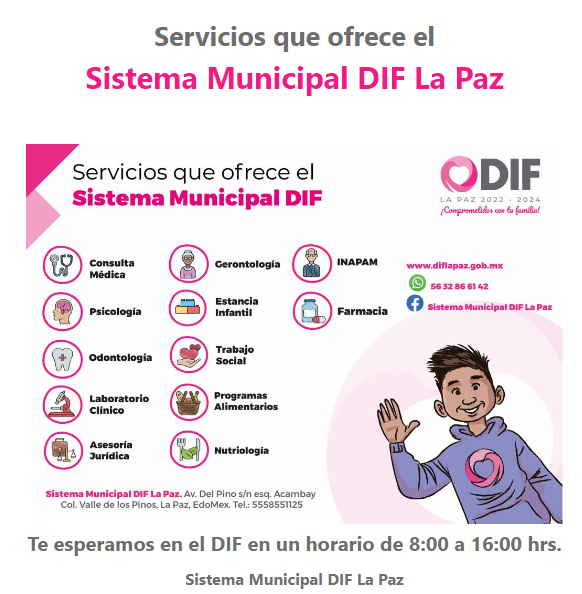 Servicios que ofrece el
Sistema Municipal DIF La Paz
Servicios que ofrece el
Sistema Municipal DIF
DIF
LA PAZ 2022 - 2024
¡Comprometidos con tu familia!
Consulta
Médica
Psicología
Odontología
Laboratorio
Clínico
Asesoría
Jurídica
Gerontología
Estancia
Infantil
Trabajo
Social
Programas
Alimentarios
Nutriología
INAPAM
Farmacia
www.diflapaz.gob.mx
56 32 86 61 42
Sistema Municipal DIF La Paz
Sistema Municipal DIF La Paz. Av. Del Pino s/n esq. Acambay
Col. Valle de los Pinos, La Paz, EdoMex. Tel.: 5558551125
Te esperamos en el DIF en un horario de 8:00 a 16:00 hrs.
Sistema Municipal DIF La Paz